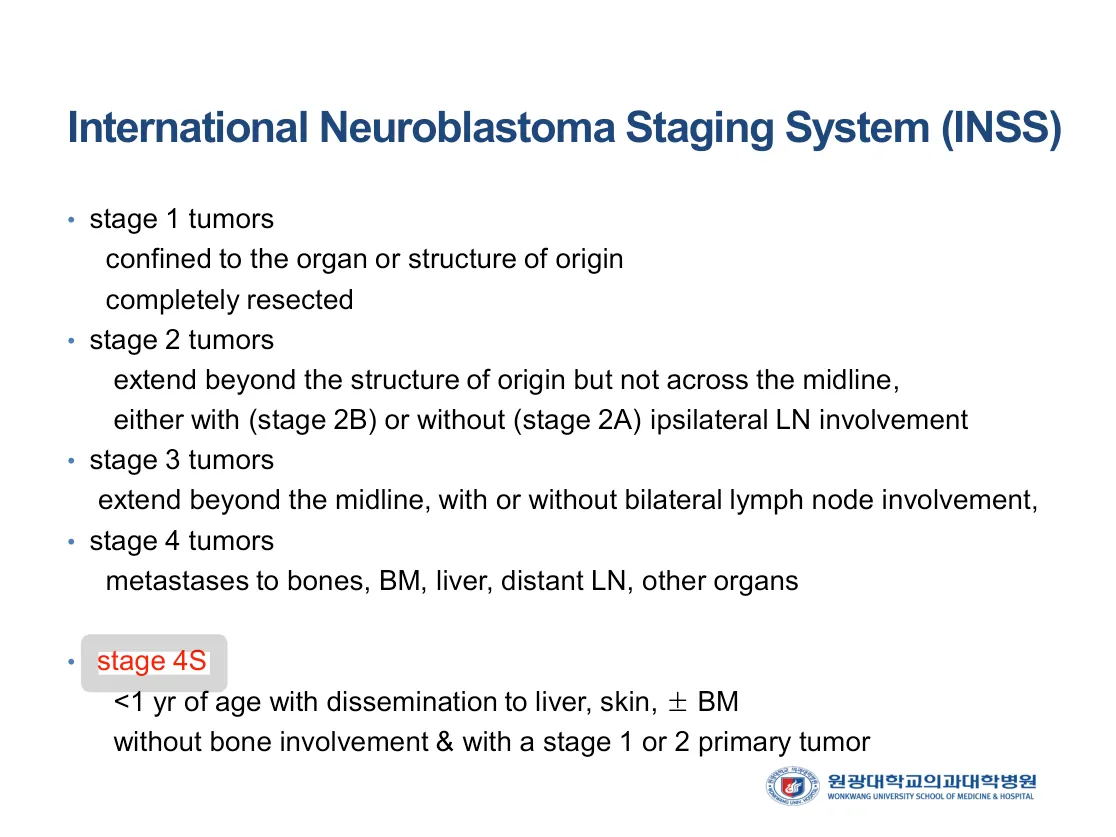 International Neuroblastoma Staging System (INSS)
• stage 1 tumors
confined to the organ or structure of origin
completely resected
• stage 2 tumors
extend beyond the structure of origin but not across the midline,
either with (stage 2B) or without (stage 2A) ipsilateral LN involvement
• stage 3 tumors
extend beyond the midline, with or without bilateral lymph node involvement,
• stage 4 tumors
metastases to bones, BM, liver, distant LN, other organs
• stage 4S
<1 yr of age with dissemination to liver, skin, ± BM
without bone involvement & with a stage 1 or 2 primary tumor
원광대학교의과대학병원
WONKWANG UNIVERSITY SCHOOL OF MEDICINE & HOSPITAL